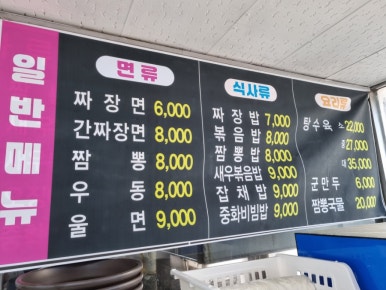 일반메뉴
면류
짜장면 6,000
간짜장면 8,000
짬뽕 8,000
우동 8,000
울면 9,000
식사류
짜장밥 7,000
볶음밥 8,000
짬뽕밥 8,000
새우볶음밥 9,000
잡채밥 9,000
중화비빔밥 9,000
요리류
탕수육 소 22,000
중 27,000
대 35,000
군만두 6,000
짬뽕국물 20,000